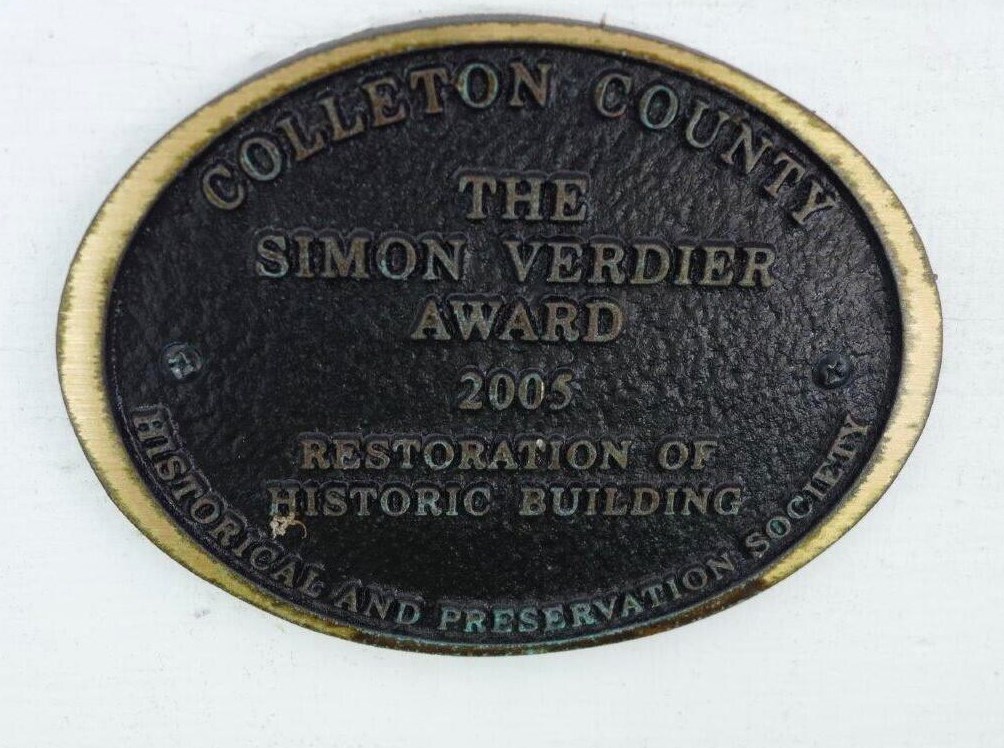 COLLETON COUNTY
THE
SIMON VERDIER
AWARD
2005
RESTORATION OF
HISTORIC BUILDING
HISTORICAL AND PRESERVATION SOCIETY